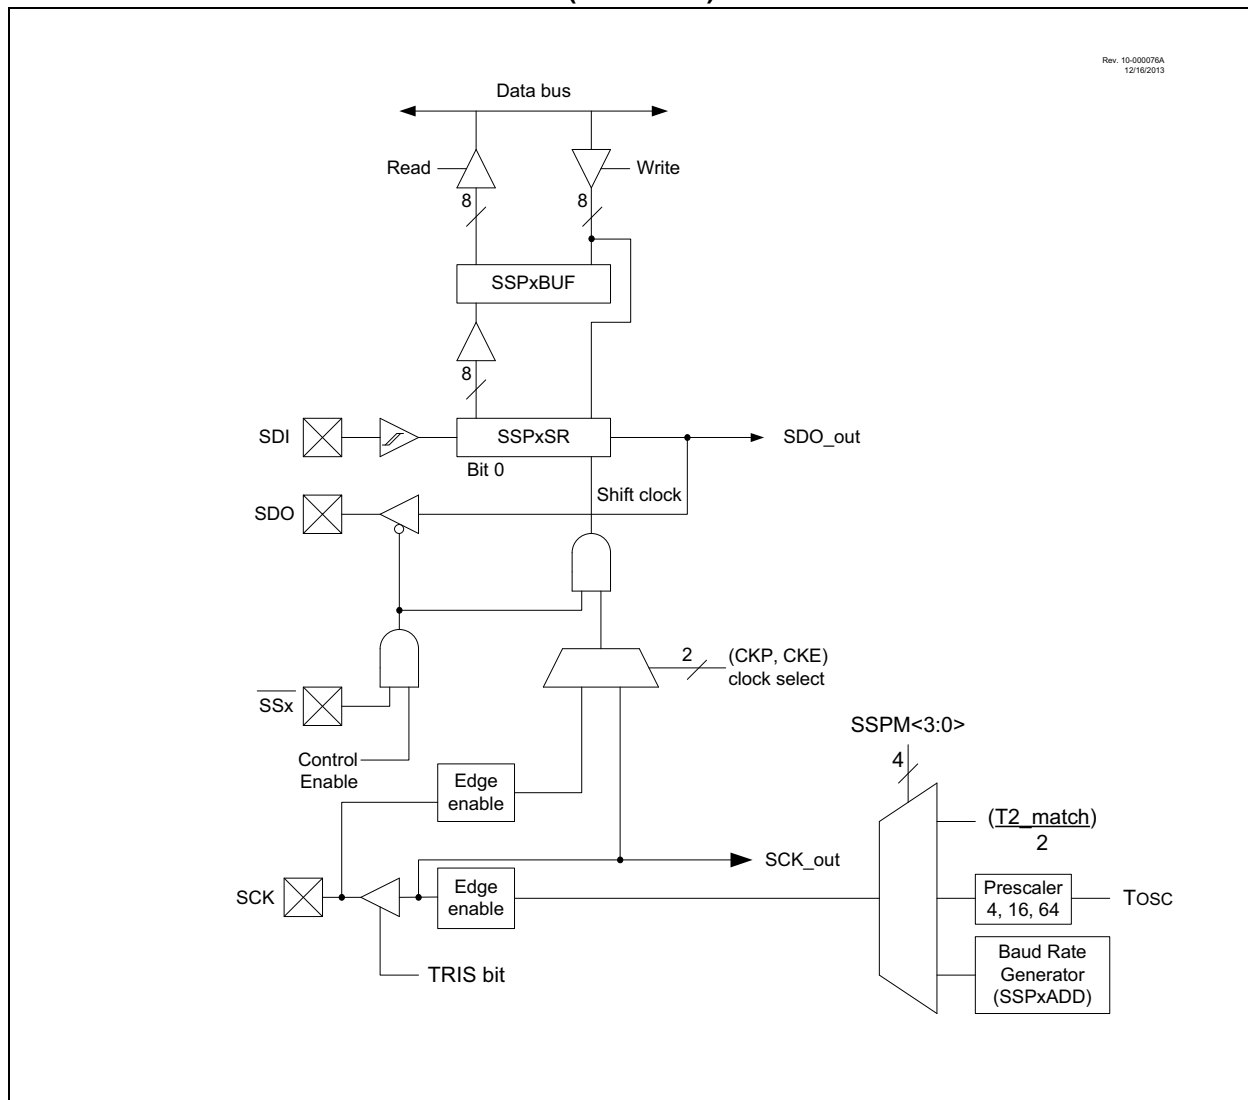 Rev. 10-000076A
12/16/2013
Data bus
Read
Write
8
8
SSPxBUF
8
SDI
SSPxSR
SDO_out
Bit 0
Shift clock
SDO
2
(CKP, CKE)
clock select
SSx
Control
Enable
SSPM<3:0>
4
Edge
enable
(T2_match)
2
SCK_out
SCK
Edge
enable
Prescaler
4, 16, 64
TOSC
TRIS bit
Baud Rate
Generator
(SSPxADD)